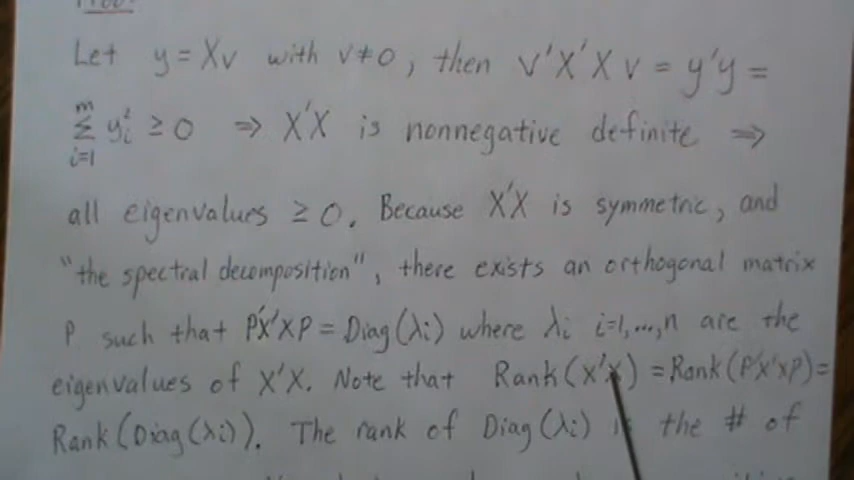 Let y = Xv with v ≠ 0, then v'X'Xv = y'y =
m Σ i=1 yᵢ² ≥ 0 ⇒ X'X is nonnegative definite ⇒
all eigenvalues ≥ 0. Because X'X is symmetric, and
"the spectral decomposition", there exists an orthogonal matrix
P such that P'X'XP = Diag(λi) where λi i=1,...,n are the
eigenvalues of X'X. Note that Rank(X'X) = Rank(P'X'XP) =
Rank(Diag(λi)). The rank of Diag(λi) is the # of